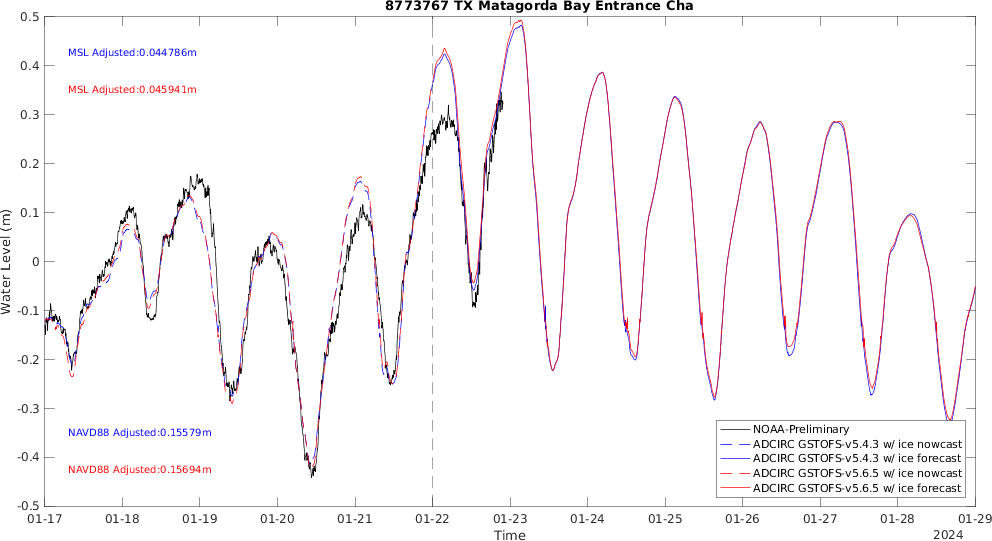 8773767 TX Matagorda Bay Entrance Cha
MSL Adjusted:0.044786m
MSL Adjusted:0.045941m
NAVD88 Adjusted:0.15579m
NAVD88 Adjusted:0.15694m
Water Level (m)
0.5
0.4
0.3
0.2
0.1
0
-0.1
-0.2
-0.3
-0.4
-0.5
NOAA-Preliminary
ADCIRC GSTOFS-v5.4.3 w/ ice nowcast
ADCIRC GSTOFS-v5.4.3 w/ ice forecast
ADCIRC GSTOFS-v5.6.5 w/ ice nowcast
ADCIRC GSTOFS-v5.6.5 w/ ice forecast
01-17 01-18 01-19 01-20 01-21 01-22 01-23 01-24 01-25 01-26 01-27 01-28 01-29
Time
2024